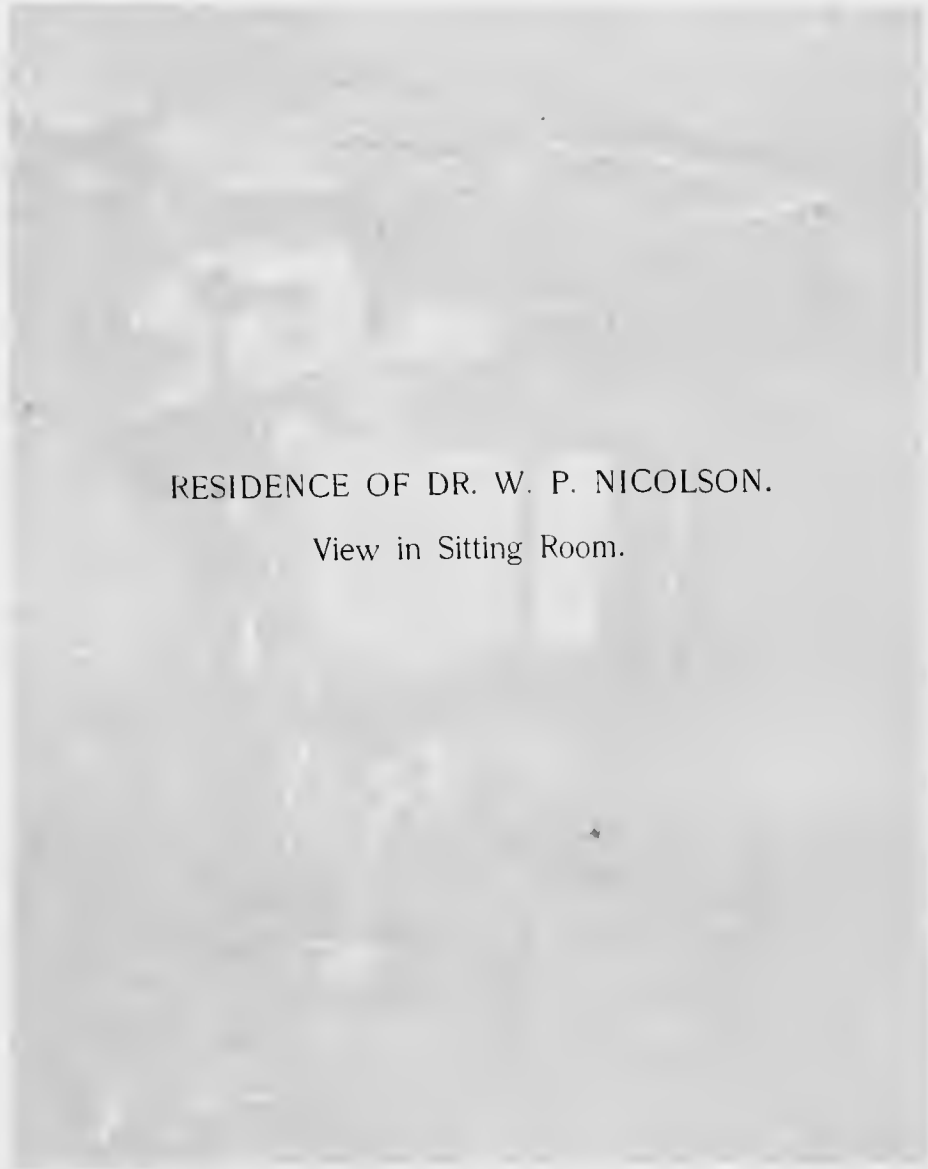 RESIDENCE OF DR. W. P. NICOLSON.
View in Sitting Room.